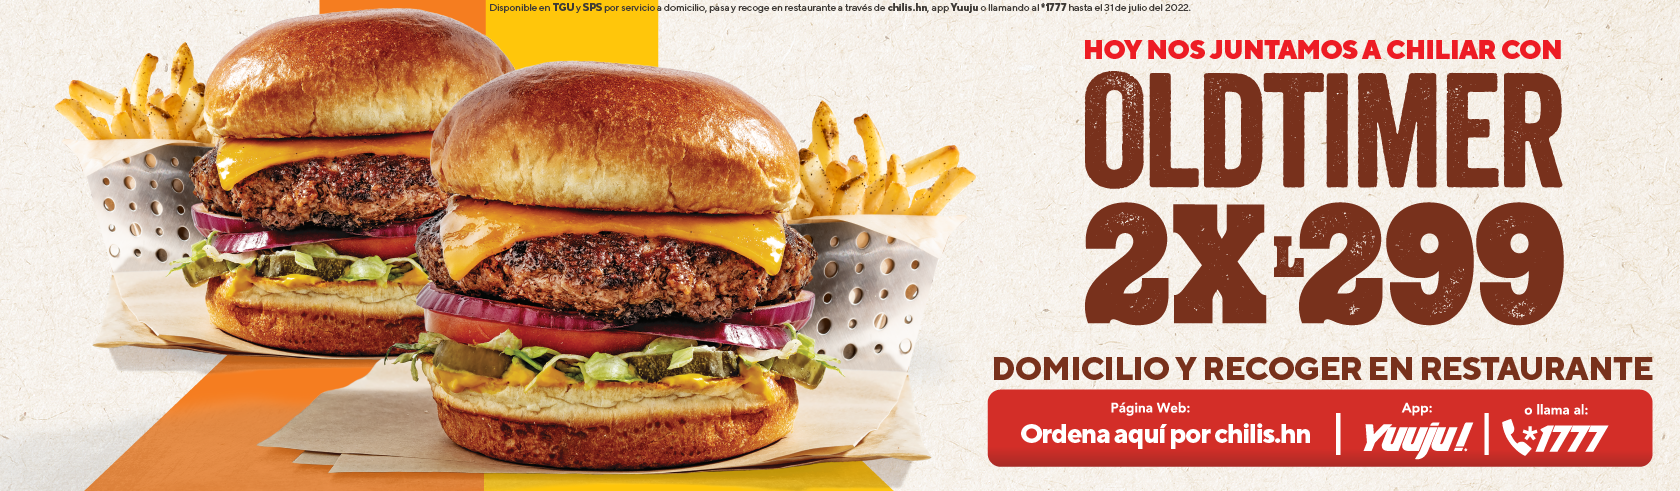 Disponible en TGU y SPS por servicio a domicilio, pasa y recoge en restaurante a través de chilis.hn, app Yuuju o llamando al *1777 hasta el 31 de julio del 2022.
HOY NOS JUNTAMOS A CHILIAR CON
OLDTIMER
2X L299
DOMICILIO Y RECOGER EN RESTAURANTE
Página Web:
Ordena aquí por chilis.hn
App:
Yuuju!
o llama al:
*1777